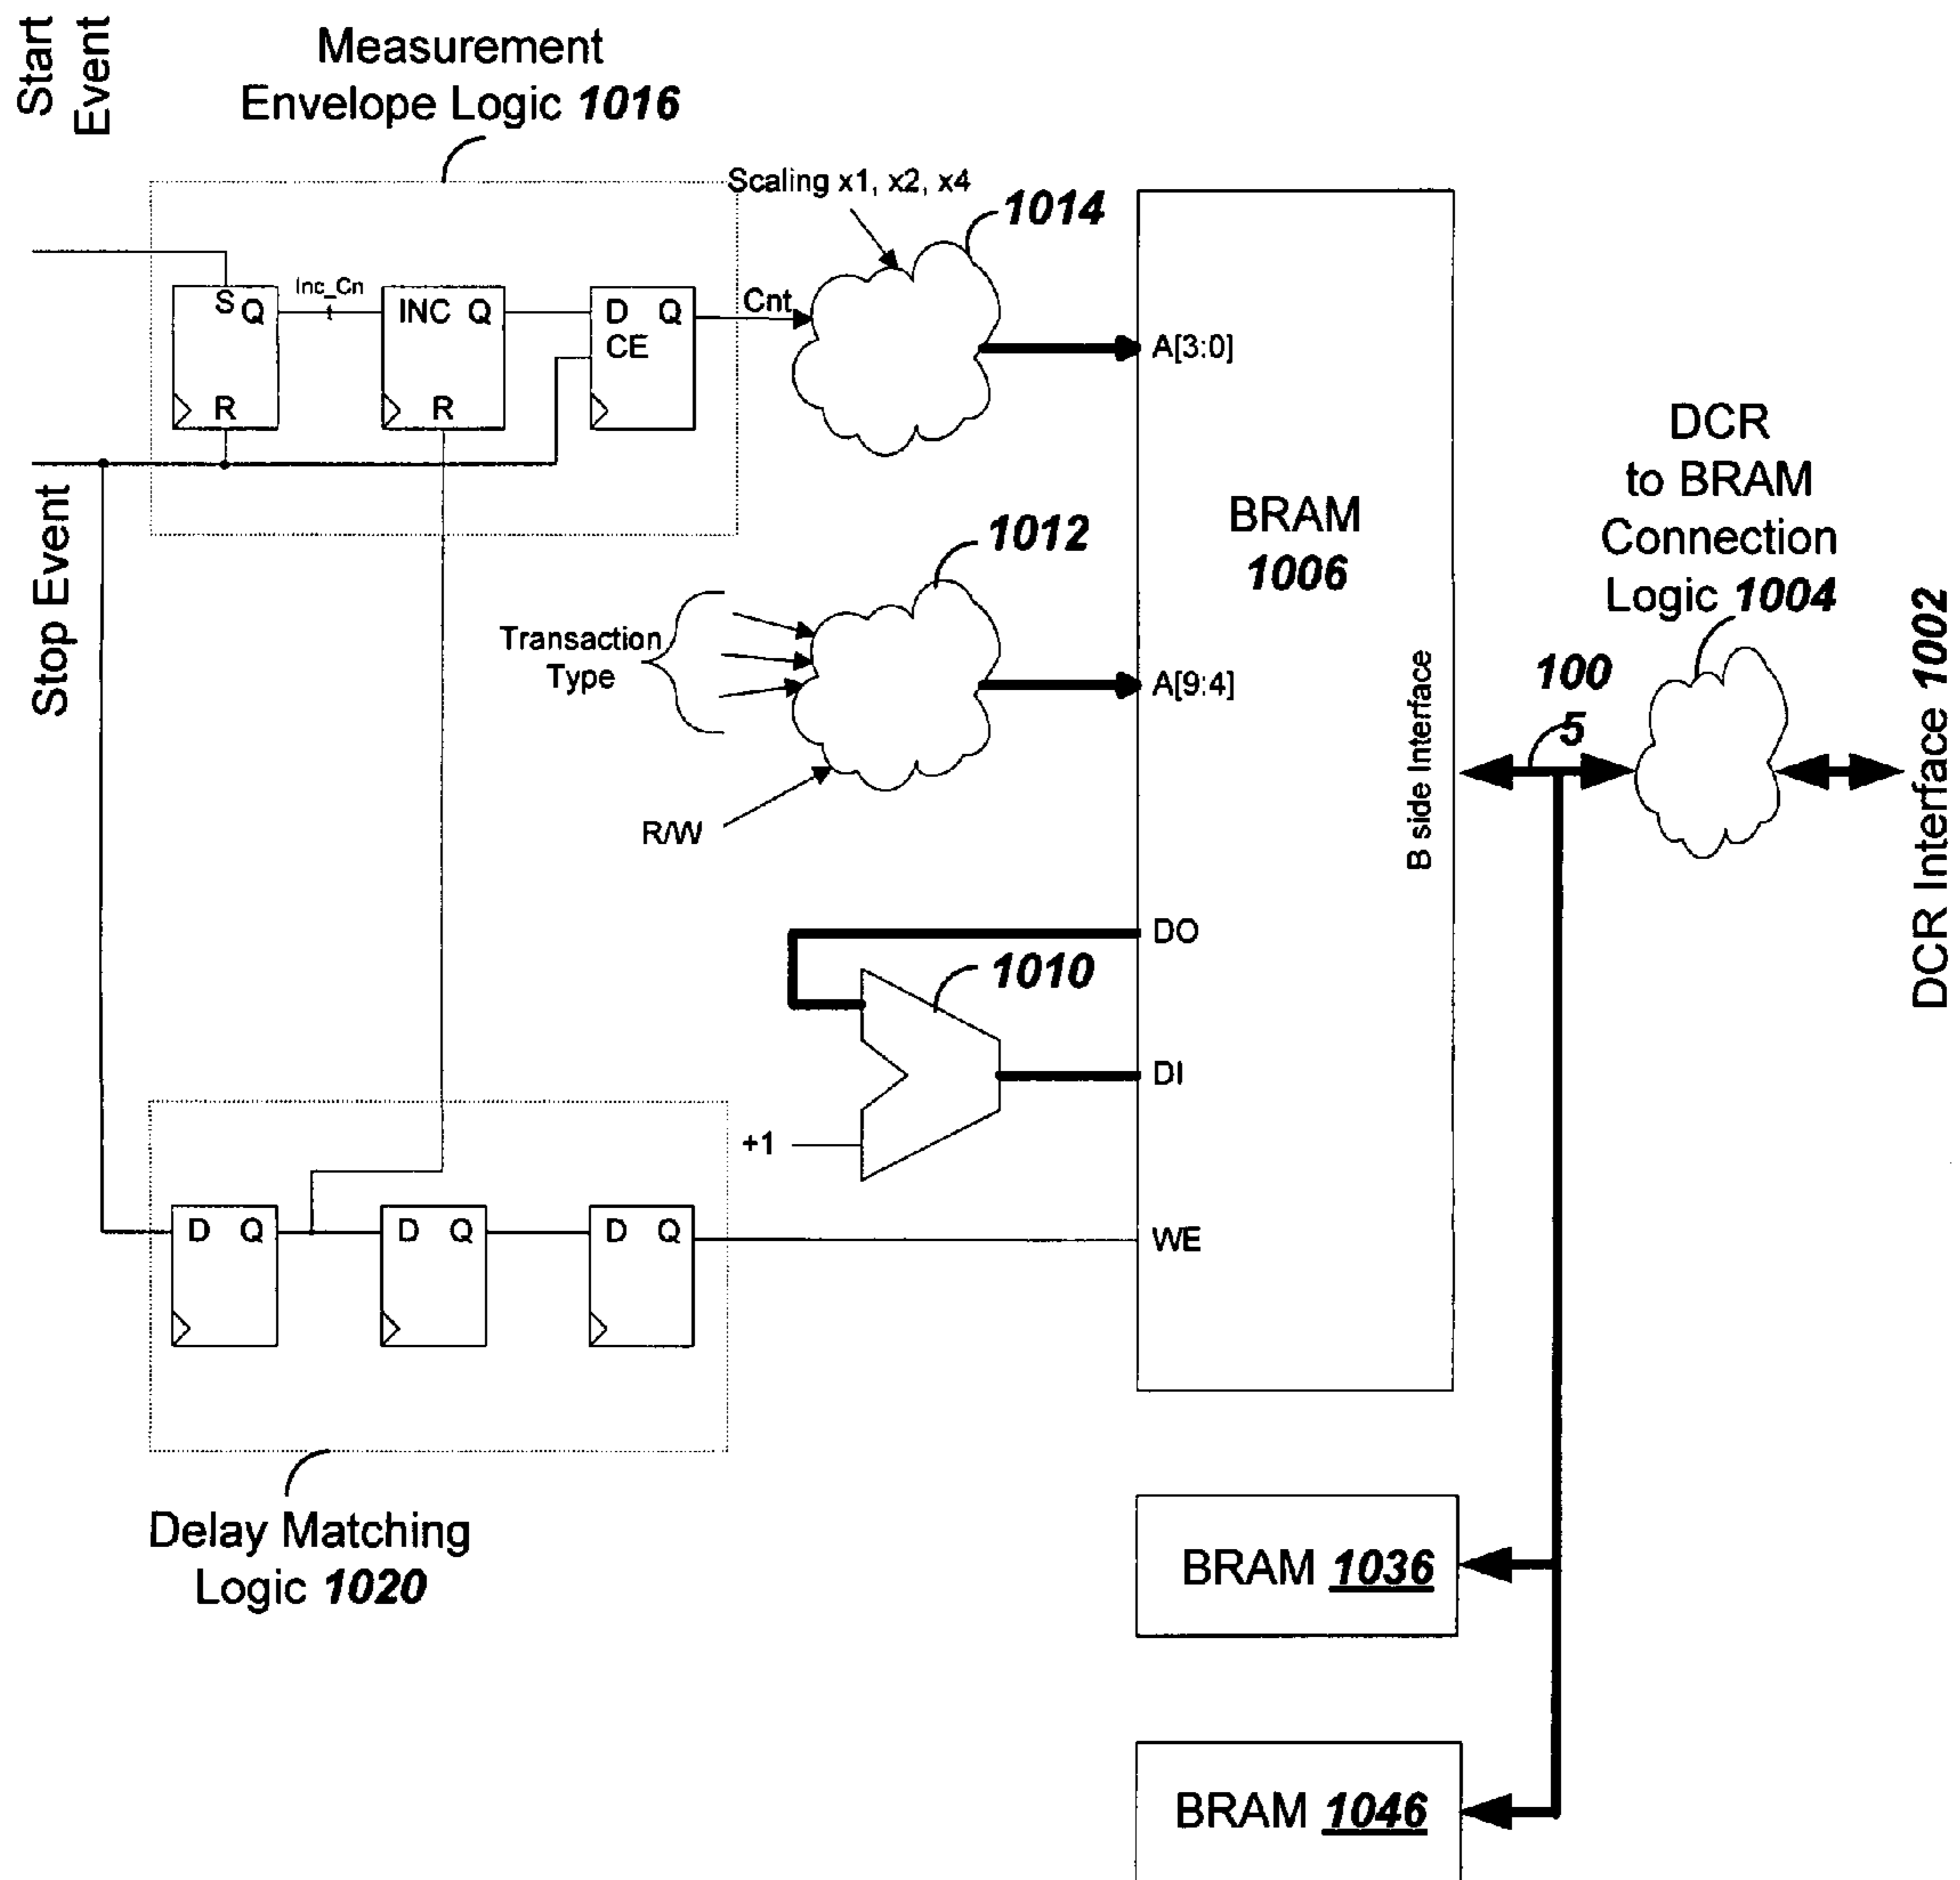 Start
Event
Measurement
Envelope Logic 1016
Scaling x1, x2, x4
1014
S Q
Inc_Cn
INC Q
D Q
CE
Cnt
A[3:0]
R
R
Stop Event
BRAM
1006
1012
Transaction
Type
A[9:4]
R/W
B side Interface
DCR
to BRAM
Connection
Logic 1004
100
5
DCR Interface 1002
DO
1010
DI
+1
D Q
D Q
D Q
WE
Delay Matching
Logic 1020
BRAM 1036
BRAM 1046